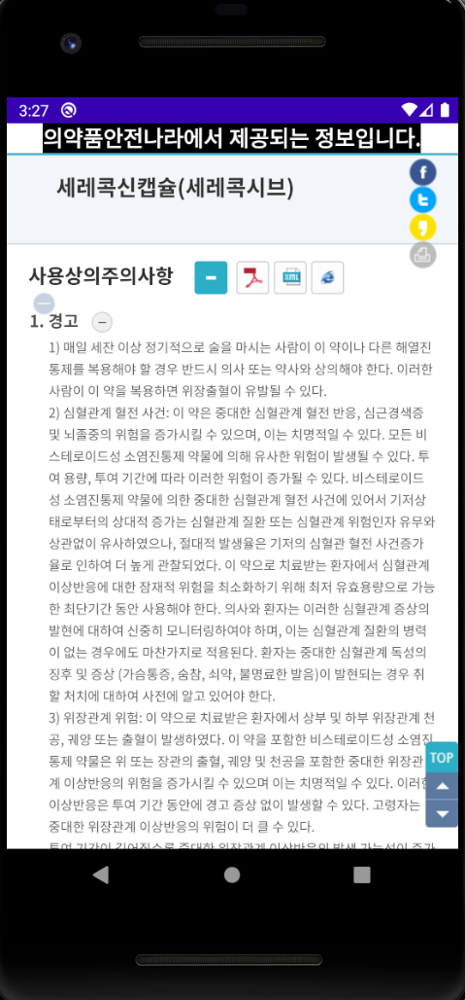 3:27
의약품안전나라에서 제공되는 정보입니다.
세레콕신캡슐(세레콕시브)
사용상의주의사항
XML
1. 경고
1) 매일 세잔 이상 정기적으로 술을 마시는 사람이 이 약이나 다른 해열진
통제를 복용해야 할 경우 반드시 의사 또는 약사와 상의해야 한다. 이러한
사람이 이 약을 복용하면 위장출혈이 유발될 수 있다.
2) 심혈관계 혈전 사건: 이 약은 중대한 심혈관계 혈전 반응, 심근경색증
및 뇌졸중의 위험을 증가시킬 수 있으며, 이는 치명적일 수 있다. 모든 비
스테로이드성 소염진통제 약물에 의해 유사한 위험이 발생될 수 있다. 투
여 용량, 투여 기간에 따라 이러한 위험이 증가될 수 있다. 비스테로이드
성 소염진통제 약물에 의한 중대한 심혈관계 혈전 사건에 있어서 기저상
태로부터의 상대적 증가는 심혈관계 질환 또는 심혈관계 위험인자 유무와
상관없이 유사하였으나, 절대적 발생율은 기저의 심혈관 혈전 사건증가
율로 인하여 더 높게 관찰되었다. 이 약으로 치료받는 환자에서 심혈관계
이상반응에 대한 잠재적 위험을 최소화하기 위해 최저 유효용량으로 가능
한 최단기간 동안 사용해야 한다. 의사와 환자는 이러한 심혈관계 증상의
발현에 대하여 신중히 모니터링하여야 하며, 이는 심혈관계 질환의 병력
이 없는 경우에도 마찬가지로 적용된다. 환자는 중대한 심혈관계 독성의
징후 및 증상 (가슴통증, 숨참, 쇠약, 불명료한 발음)이 발현되는 경우 취
할 처치에 대하여 사전에 알고 있어야 한다.
3) 위장관계 위험: 이 약으로 치료받은 환자에서 상부 및 하부 위장관계 천
공, 궤양 또는 출혈이 발생하였다. 이 약을 포함한 비스테로이드성 소염진
통제 약물은 위 또는 장관의 출혈, 궤양 및 천공을 포함한 중대한 위장관
계 이상반응의 위험을 증가시킬 수 있으며 이는 치명적일 수 있다. 이러한
이상반응은 투여 기간 동안에 경고 증상 없이 발생할 수 있다. 고령자는
중대한 위장관계 이상반응의 위험이 더 클 수 있다.
투여 기간이 길어질수록 중대한 위장관계 이상반응의 발생 가능성이 증가
TOP